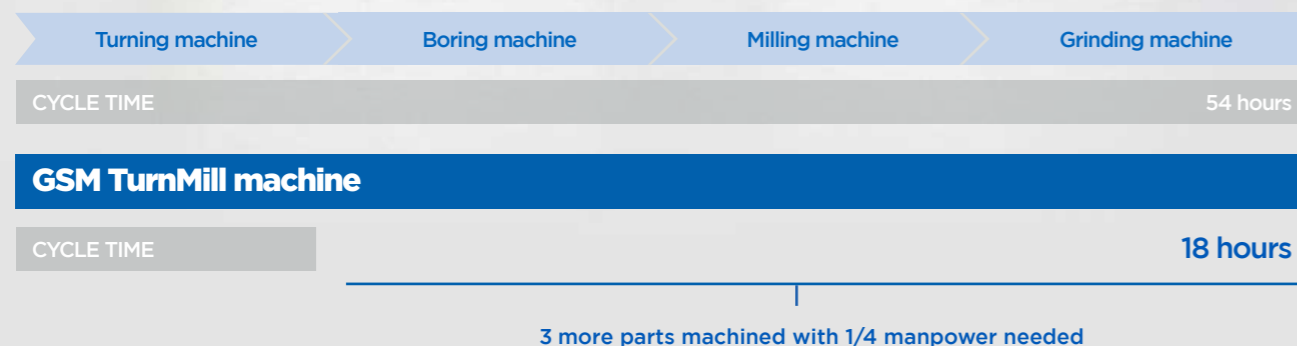 Turning machine Boring machine Milling machine Grinding machine
CYCLE TIME 54 hours
GSM TurnMill machine
CYCLE TIME 18 hours
3 more parts machined with 1/4 manpower needed